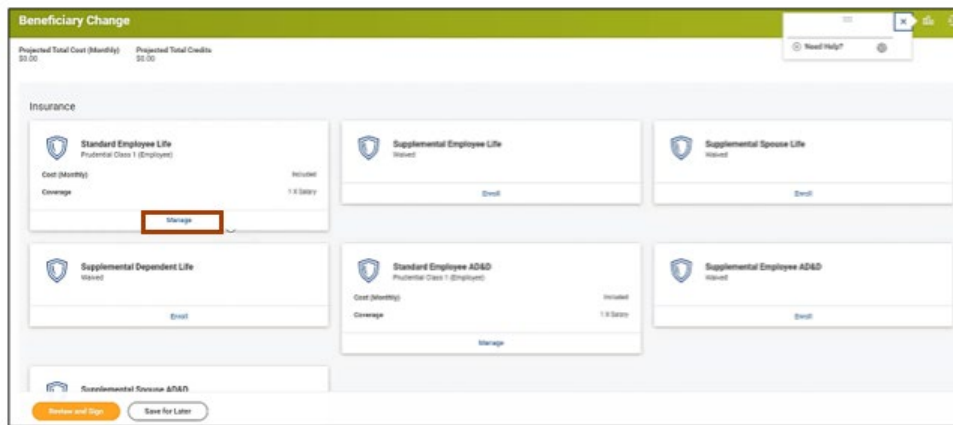 Beneficiary Change
Need Help?
Projected Total Cost (Monthly) Projected Total Credits
$0.00 $0.00
Insurance
Standard Employee Life
Prudential Class 1 (Employee)
Cost (Monthly) Included
Coverage 1 X Salary
Manage
Supplemental Employee Life
Waived
Enroll
Supplemental Spouse Life
Waived
Enroll
Supplemental Dependent Life
Waived
Enroll
Standard Employee AD&D
Prudential Class 1 (Employee)
Cost (Monthly) Included
Coverage 1 X Salary
Manage
Supplemental Employee AD&D
Waived
Enroll
Supplemental Spouse AD&D
Review and Sign Save for Later